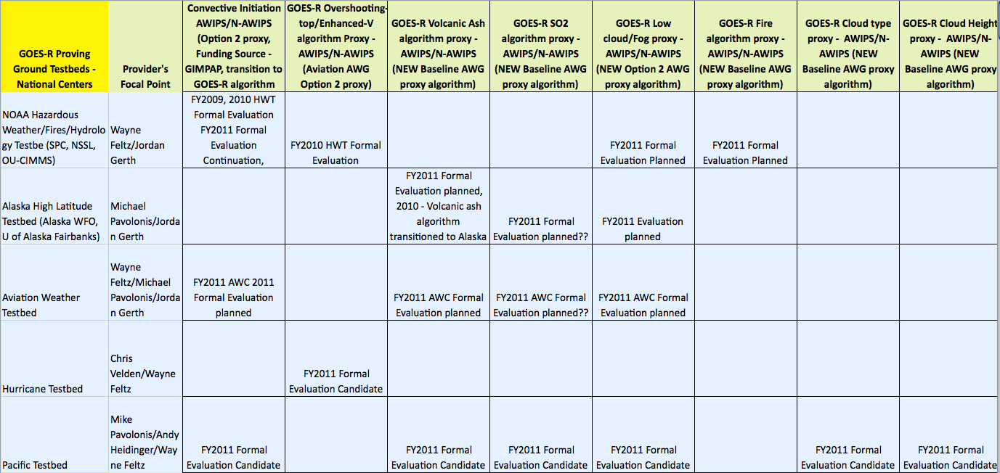 GOES-R Proving
Ground Testbeds -
National Centers
Provider's
Focal Point
Convective Initiation
AWIPS/N-AWIPS
(Option 2 proxy,
Funding Source -
GIMPAP, transition to
GOES-R algorithm
GOES-R Overshooting-
top/Enhanced-V
algorithm Proxy -
AWIPS/N-AWIPS
(Aviation AWG
Option 2 proxy)
GOES-R Volcanic Ash
algorithm proxy -
AWIPS/N-AWIPS
(NEW Baseline AWG
proxy algorithm)
GOES-R SO2
algorithm proxy -
AWIPS/N-AWIPS
(NEW Baseline AWG
proxy algorithm)
GOES-R Low
cloud/Fog proxy -
AWIPS/N-AWIPS
(NEW Option 2 AWG
proxy algorithm)
GOES-R Fire
algorithm proxy -
AWIPS/N-AWIPS
(NEW Baseline AWG
proxy algorithm)
GOES-R Cloud type
proxy - AWIPS/N-
AWIPS (NEW
Baseline AWG proxy
algorithm)
GOES-R Cloud Height
proxy - AWIPS/N-
AWIPS (NEW
Baseline AWG proxy
algorithm)
NOAA Hazardous
Weather/Fires/Hydrolo
gy Testbe (SPC, NSSL,
OU-CIMMS)
Wayne
Feltz/Jordan
Gerth
FY2009, 2010 HWT
Formal Evaluation
FY2011 Formal
Evaluation
Continuation,
FY2010 HWT Formal
Evaluation
FY2011 Formal
Evaluation Planned
FY2011 Formal
Evaluation Planned
Alaska High Latitude
Testbed (Alaska WFO,
U of Alaska Fairbanks)
Michael
Pavolonis/Jorda
n Gerth
FY2011 Formal
Evaluation planned,
2010 - Volcanic ash
algorithm
transitioned to Alaska
FY2011 Formal
Evaluation planned??
FY2011 Evaluation
planned
Aviation Weather
Testbed
Wayne
Feltz/Michael
Pavolonis/Jorda
n Gerth
FY2011 AWC 2011
Formal Evaluation
planned
FY2011 AWC Formal
Evaluation planned
FY2011 AWC Formal
Evaluation planned??
FY2011 AWC Formal
Evaluation planned
Hurricane Testbed
Chris
Velden/Wayne
Feltz
FY2011 Formal
Evaluation Candidate
Pacific Testbed
Mike
Pavolonis/Andy
Heidinger/Way
ne Feltz
FY2011 Formal
Evaluation Candidate
FY2011 Formal
Evaluation Candidate
FY2011 Formal
Evaluation Candidate
FY2011 Formal
Evaluation Candidate
FY2011 Formal
Evaluation Candidate
FY2011 Formal
Evaluation Candidate